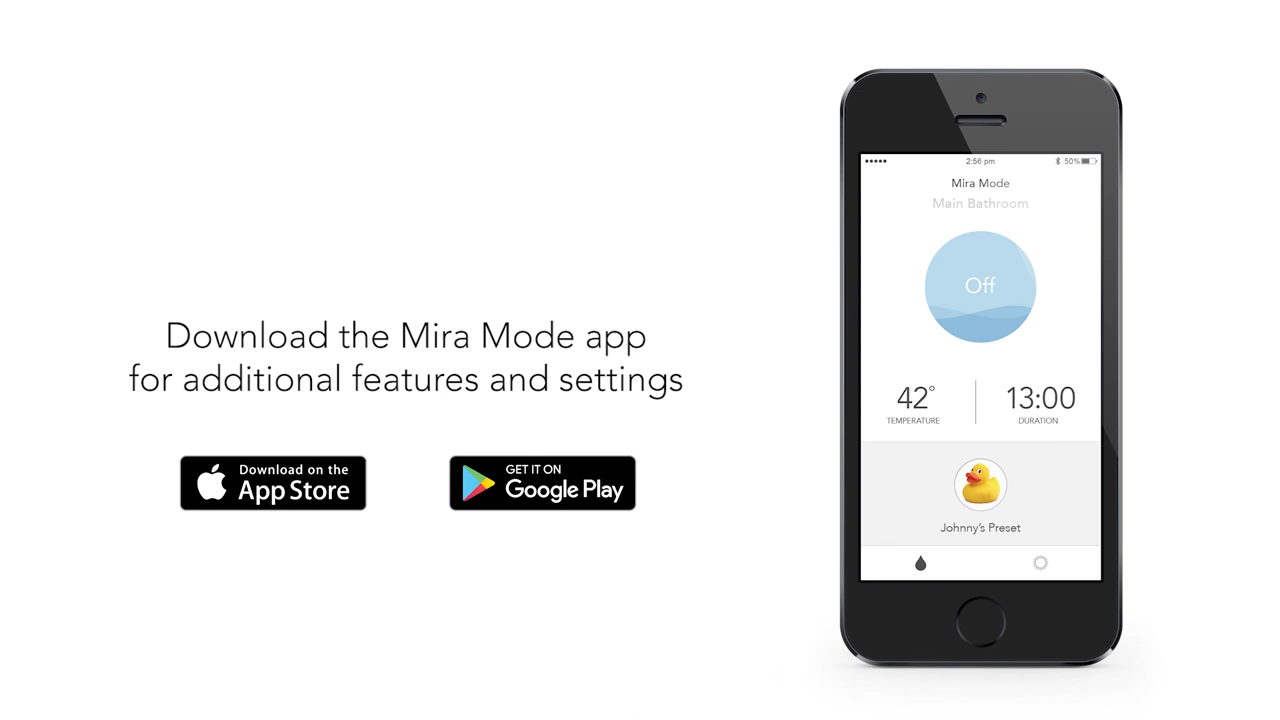 Download the Mira Mode app
for additional features and settings
Download on the
App Store
GET IT ON
Google Play
2:56 pm
50%
Mira Mode
Main Bathroom
Off
42°
TEMPERATURE
13:00
DURATION
Johnny's Preset